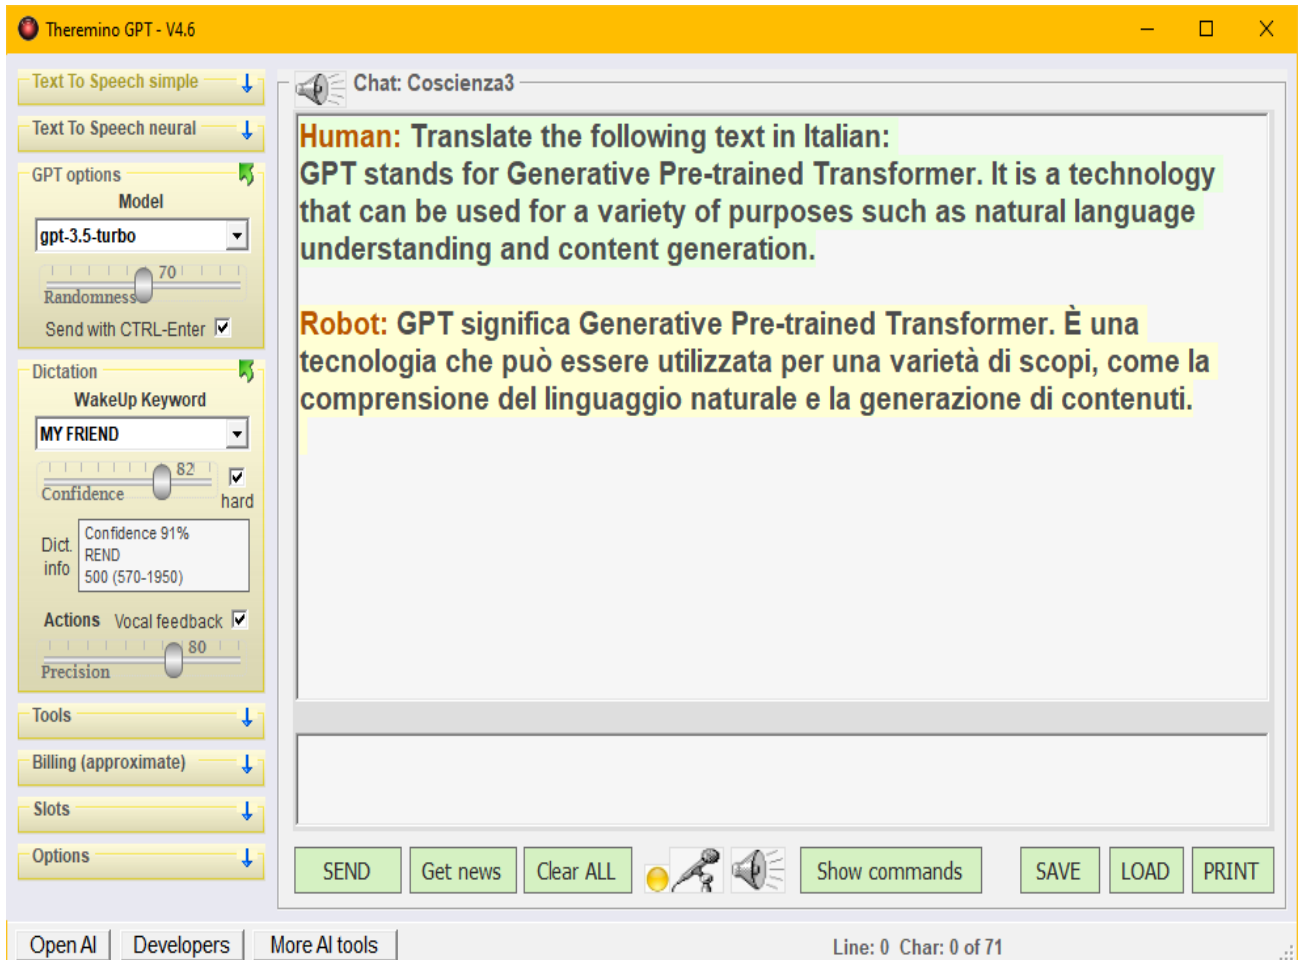 Theremino GPT - V4.6
Text To Speech simple
Text To Speech neural
GPT options
Model
gpt-3.5-turbo
70
Randomness
Send with CTRL-Enter
Dictation
WakeUp Keyword
MY FRIEND
82
Confidence
hard
Dict. info
Confidence 91%
REND
500 (570-1950)
Actions Vocal feedback
80
Precision
Tools
Billing (approximate)
Slots
Options
Chat: Coscienza3
Human: Translate the following text in Italian:
GPT stands for Generative Pre-trained Transformer. It is a technology
that can be used for a variety of purposes such as natural language
understanding and content generation.
Robot: GPT significa Generative Pre-trained Transformer. È una
tecnologia che può essere utilizzata per una varietà di scopi, come la
comprensione del linguaggio naturale e la generazione di contenuti.
SEND Get news Clear ALL Show commands SAVE LOAD PRINT
Open AI Developers More AI tools Line: 0 Char: 0 of 71